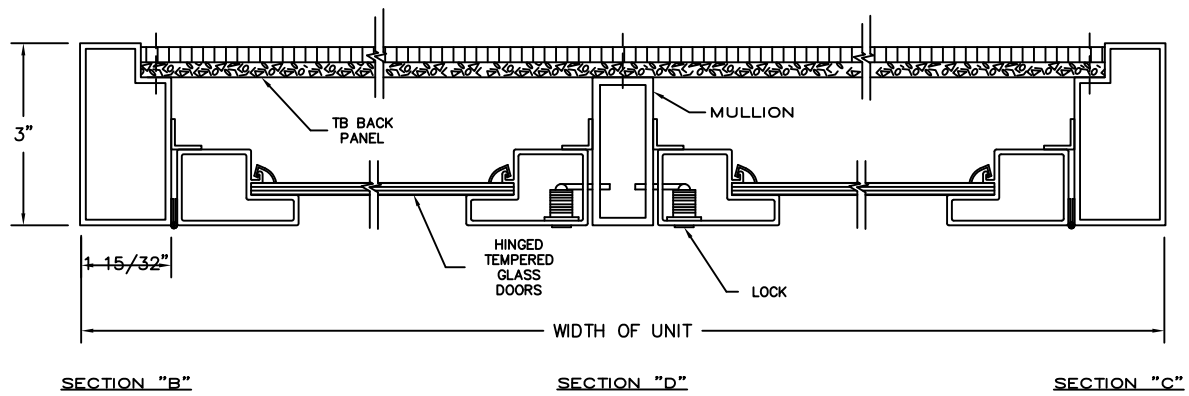 3"
TB BACK
PANEL
MULLION
1 15/32"
HINGED
TEMPERED
GLASS
DOORS
LOCK
WIDTH OF UNIT
SECTION "B"
SECTION "D"
SECTION "C"